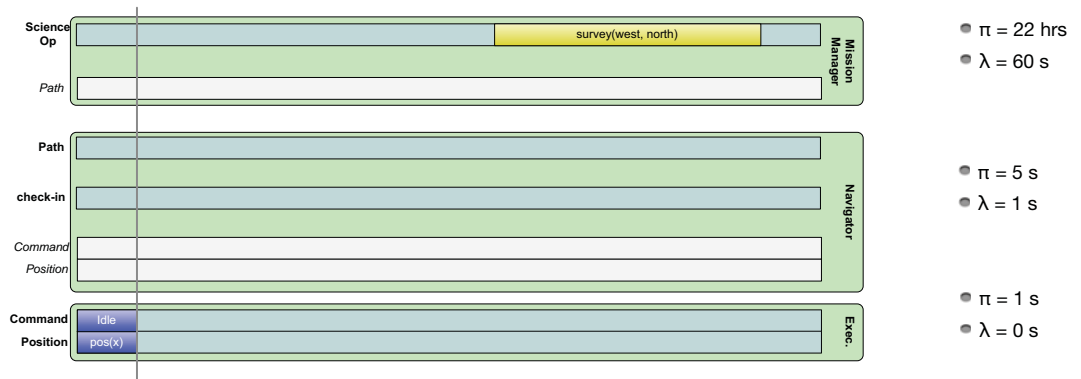 Science
Op
survey(west, north)
Mission
Manager
Path
π = 22 hrs
λ = 60 s
Path
check-in
Command
Position
Navigator
π = 5 s
λ = 1 s
Command
Idle
Position
pos(x)
Exec.
π = 1 s
λ = 0 s